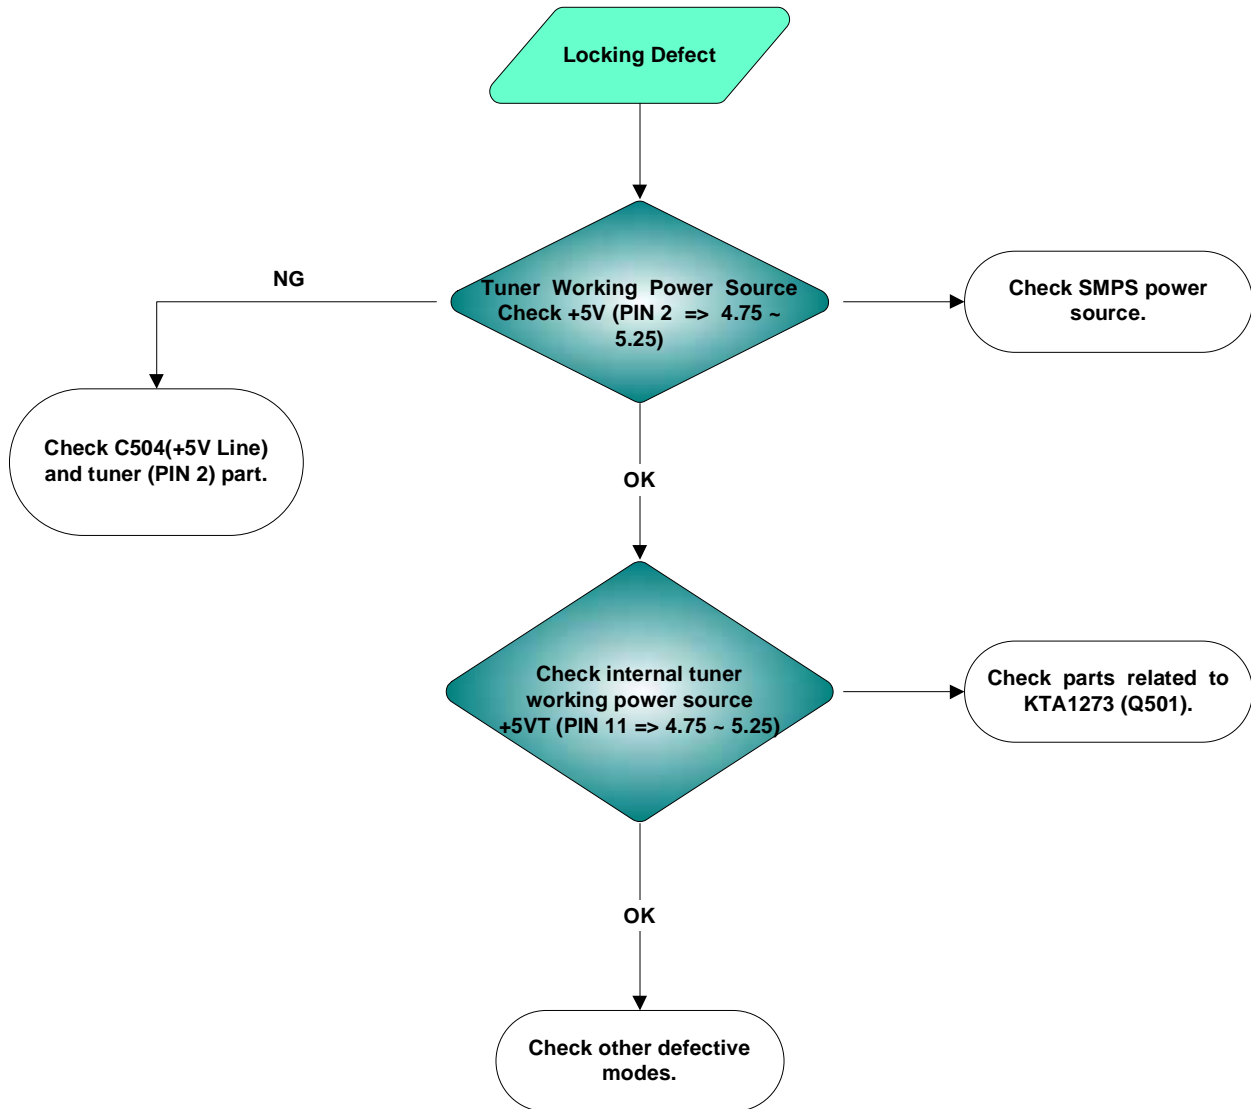 Locking Defect
NG
Tuner Working Power Source
Check +5V (PIN 2 => 4.75 ~
5.25)
Check SMPS power
source.
Check C504(+5V Line)
and tuner (PIN 2) part.
OK
Check internal tuner
working power source
+5VT (PIN 11 => 4.75 ~ 5.25)
Check parts related to
KTA1273 (Q501).
OK
Check other defective
modes.